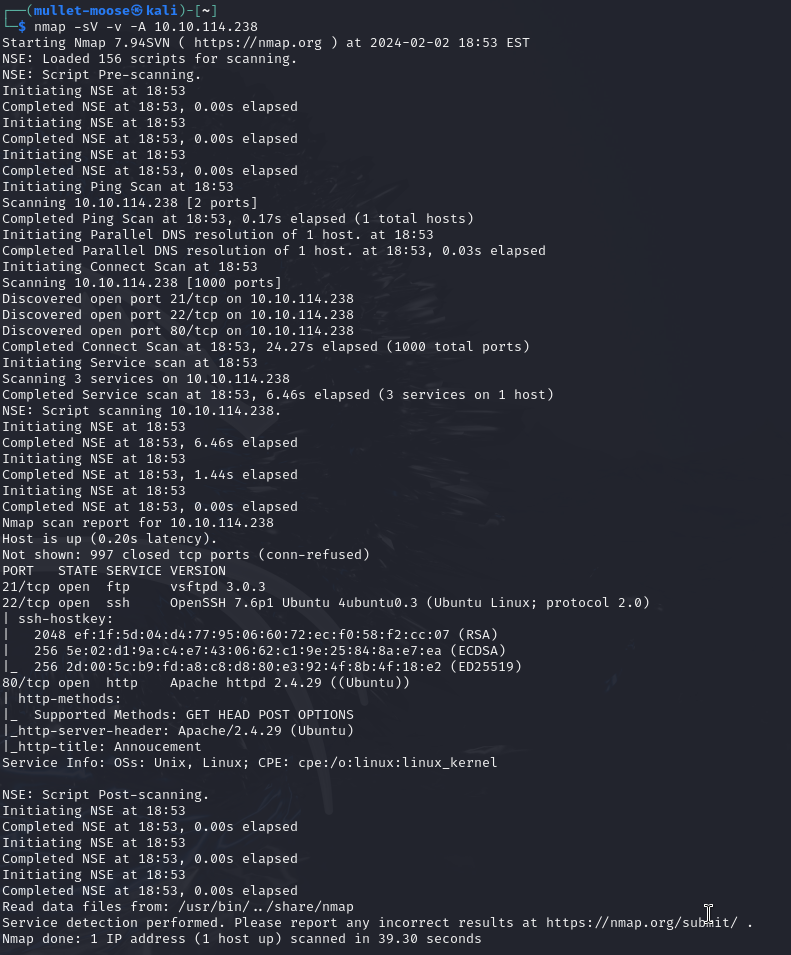 ┌──(mullet-moose㉿kali)-[~]
└─$ nmap -sV -v -A 10.10.114.238
Starting Nmap 7.94SVN ( https://nmap.org ) at 2024-02-02 18:53 EST
NSE: Loaded 156 scripts for scanning.
NSE: Script Pre-scanning.
Initiating NSE at 18:53
Completed NSE at 18:53, 0.00s elapsed
Initiating NSE at 18:53
Completed NSE at 18:53, 0.00s elapsed
Initiating NSE at 18:53
Completed NSE at 18:53, 0.00s elapsed
Initiating Ping Scan at 18:53
Scanning 10.10.114.238 [2 ports]
Completed Ping Scan at 18:53, 0.17s elapsed (1 total hosts)
Initiating Parallel DNS resolution of 1 host. at 18:53
Completed Parallel DNS resolution of 1 host. at 18:53, 0.03s elapsed
Initiating Connect Scan at 18:53
Scanning 10.10.114.238 [1000 ports]
Discovered open port 21/tcp on 10.10.114.238
Discovered open port 22/tcp on 10.10.114.238
Discovered open port 80/tcp on 10.10.114.238
Completed Connect Scan at 18:53, 24.27s elapsed (1000 total ports)
Initiating Service scan at 18:53
Scanning 3 services on 10.10.114.238
Completed Service scan at 18:53, 6.46s elapsed (3 services on 1 host)
NSE: Script scanning 10.10.114.238.
Initiating NSE at 18:53
Completed NSE at 18:53, 6.46s elapsed
Initiating NSE at 18:53
Completed NSE at 18:53, 1.44s elapsed
Initiating NSE at 18:53
Completed NSE at 18:53, 0.00s elapsed
Nmap scan report for 10.10.114.238
Host is up (0.20s latency).
Not shown: 997 closed tcp ports (conn-refused)
PORT   STATE SERVICE VERSION
21/tcp open  ftp     vsftpd 3.0.3
22/tcp open  ssh     OpenSSH 7.6p1 Ubuntu 4ubuntu0.3 (Ubuntu Linux; protocol 2.0)
| ssh-hostkey:
|   2048 ef:1f:5d:04:d4:77:95:06:60:72:ec:f0:58:f2:cc:07 (RSA)
|   256 5e:02:d1:9a:c4:e7:43:06:62:c1:9e:25:84:8a:e7:ea (ECDSA)
|_  256 2d:00:5c:b9:fd:a8:c8:d8:80:e3:92:4f:8b:4f:18:e2 (ED25519)
80/tcp open  http    Apache httpd 2.4.29 ((Ubuntu))
| http-methods:
|_  Supported Methods: GET HEAD POST OPTIONS
|_http-server-header: Apache/2.4.29 (Ubuntu)
|_http-title: Annoucement
Service Info: OSs: Unix, Linux; CPE: cpe:/o:linux:linux_kernel

NSE: Script Post-scanning.
Initiating NSE at 18:53
Completed NSE at 18:53, 0.00s elapsed
Initiating NSE at 18:53
Completed NSE at 18:53, 0.00s elapsed
Initiating NSE at 18:53
Completed NSE at 18:53, 0.00s elapsed
Read data files from: /usr/bin/../share/nmap
Service detection performed. Please report any incorrect results at https://nmap.org/submit/ .
Nmap done: 1 IP address (1 host up) scanned in 39.30 seconds